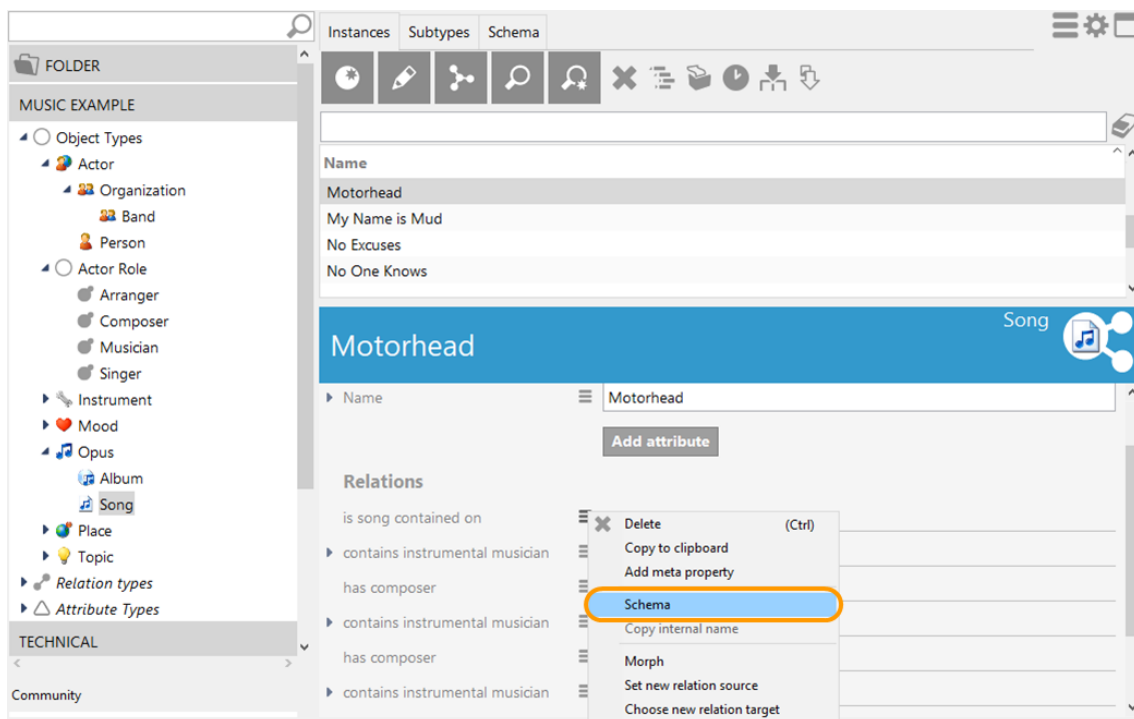 FOLDER
MUSIC EXAMPLE
Object Types
Actor
Organization
Band
Person
Actor Role
Arranger
Composer
Musician
Singer
Instrument
Mood
Opus
Album
Song
Place
Topic
Relation types
Attribute Types
TECHNICAL
Community
Instances Subtypes Schema
Name
Motorhead
My Name is Mud
No Excuses
No One Knows
Song
Motorhead
Name Motorhead
Add attribute
Relations
is song contained on
contains instrumental musician
has composer
contains instrumental musician
has composer
contains instrumental musician
Delete (Ctrl)
Copy to clipboard
Add meta property
Schema
Copy internal name
Morph
Set new relation source
Choose new relation target